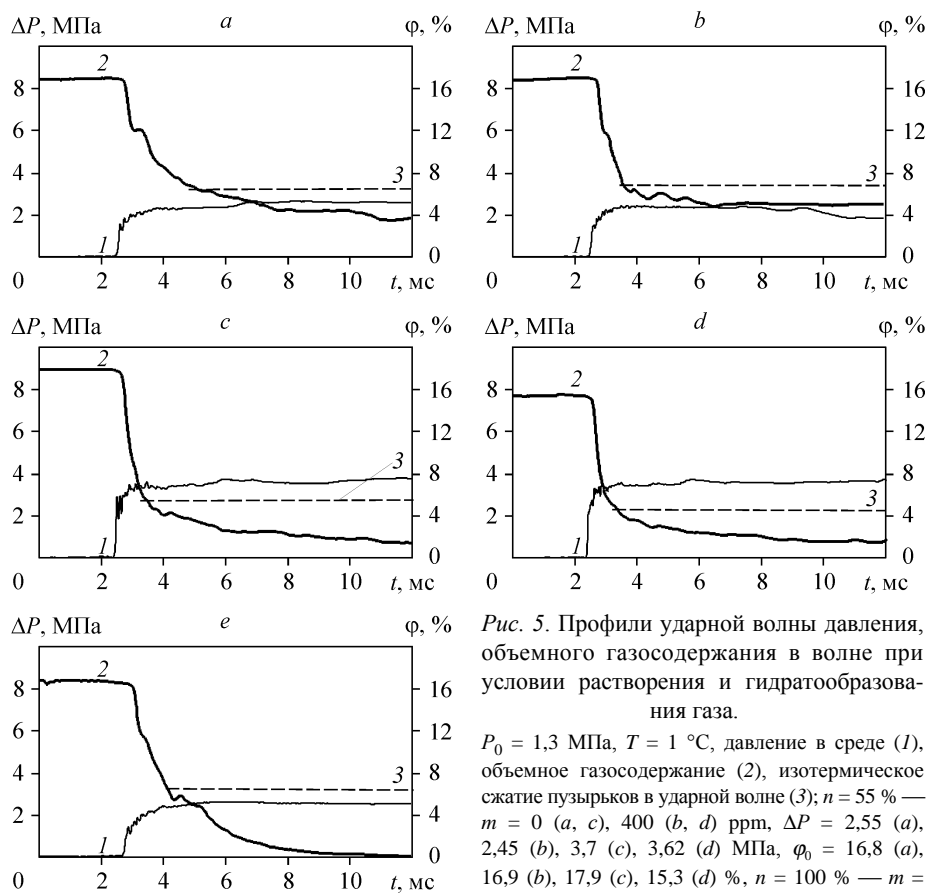 ΔP, МПа a φ, %
2
8 16
6 12
4 8
3
2 4
1
0
0 2 4 6 8 10 t, мс
ΔP, МПа b φ, %
2
8 16
6 12
4 8
3
2 4
1
0
0 2 4 6 8 10 t, мс
ΔP, МПа c φ, %
2
8 16
6 12
4 8
3
2 4
1
0
0 2 4 6 8 10 t, мс
ΔP, МПа d φ, %
2
8 16
6 12
4 8
3
2 4
1
0
0 2 4 6 8 10 t, мс
ΔP, МПа e φ, %
2
8 16
6 12
4 8
3
2 4
1
0
0 2 4 6 8 10 t, мс
Рис. 5. Профили ударной волны давления,
объемного газосодержания в волне при
условии растворения и гидратообразова-
ния газа.
P₀ = 1,3 МПа, T = 1 °C, давление в среде (1),
объемное газосодержание (2), изотермическое
сжатие пузырьков в ударной волне (3); n = 55 % —
m = 0 (a, c), 400 (b, d) ppm, ΔP = 2,55 (a),
2,45 (b), 3,7 (c), 3,62 (d) МПа, φ₀ = 16,8 (a),
16,9 (b), 17,9 (c), 15,3 (d) %, n = 100 % — m =